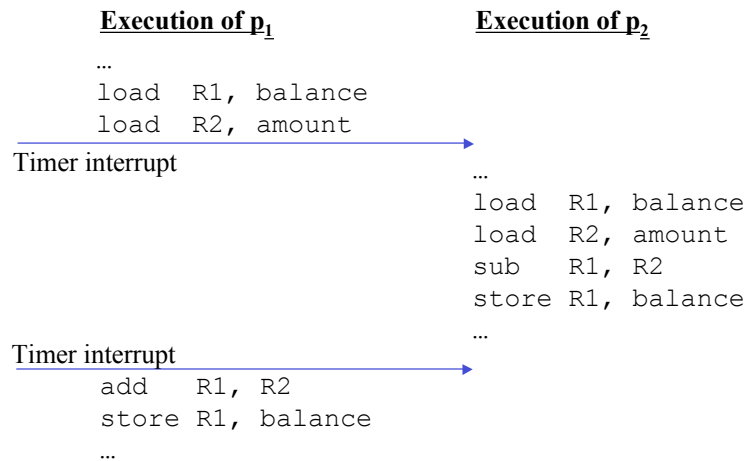 Execution of p1 Execution of p2
…
load R1, balance
load R2, amount
Timer interrupt
…
load R1, balance
load R2, amount
sub R1, R2
store R1, balance
…
Timer interrupt
add R1, R2
store R1, balance
…